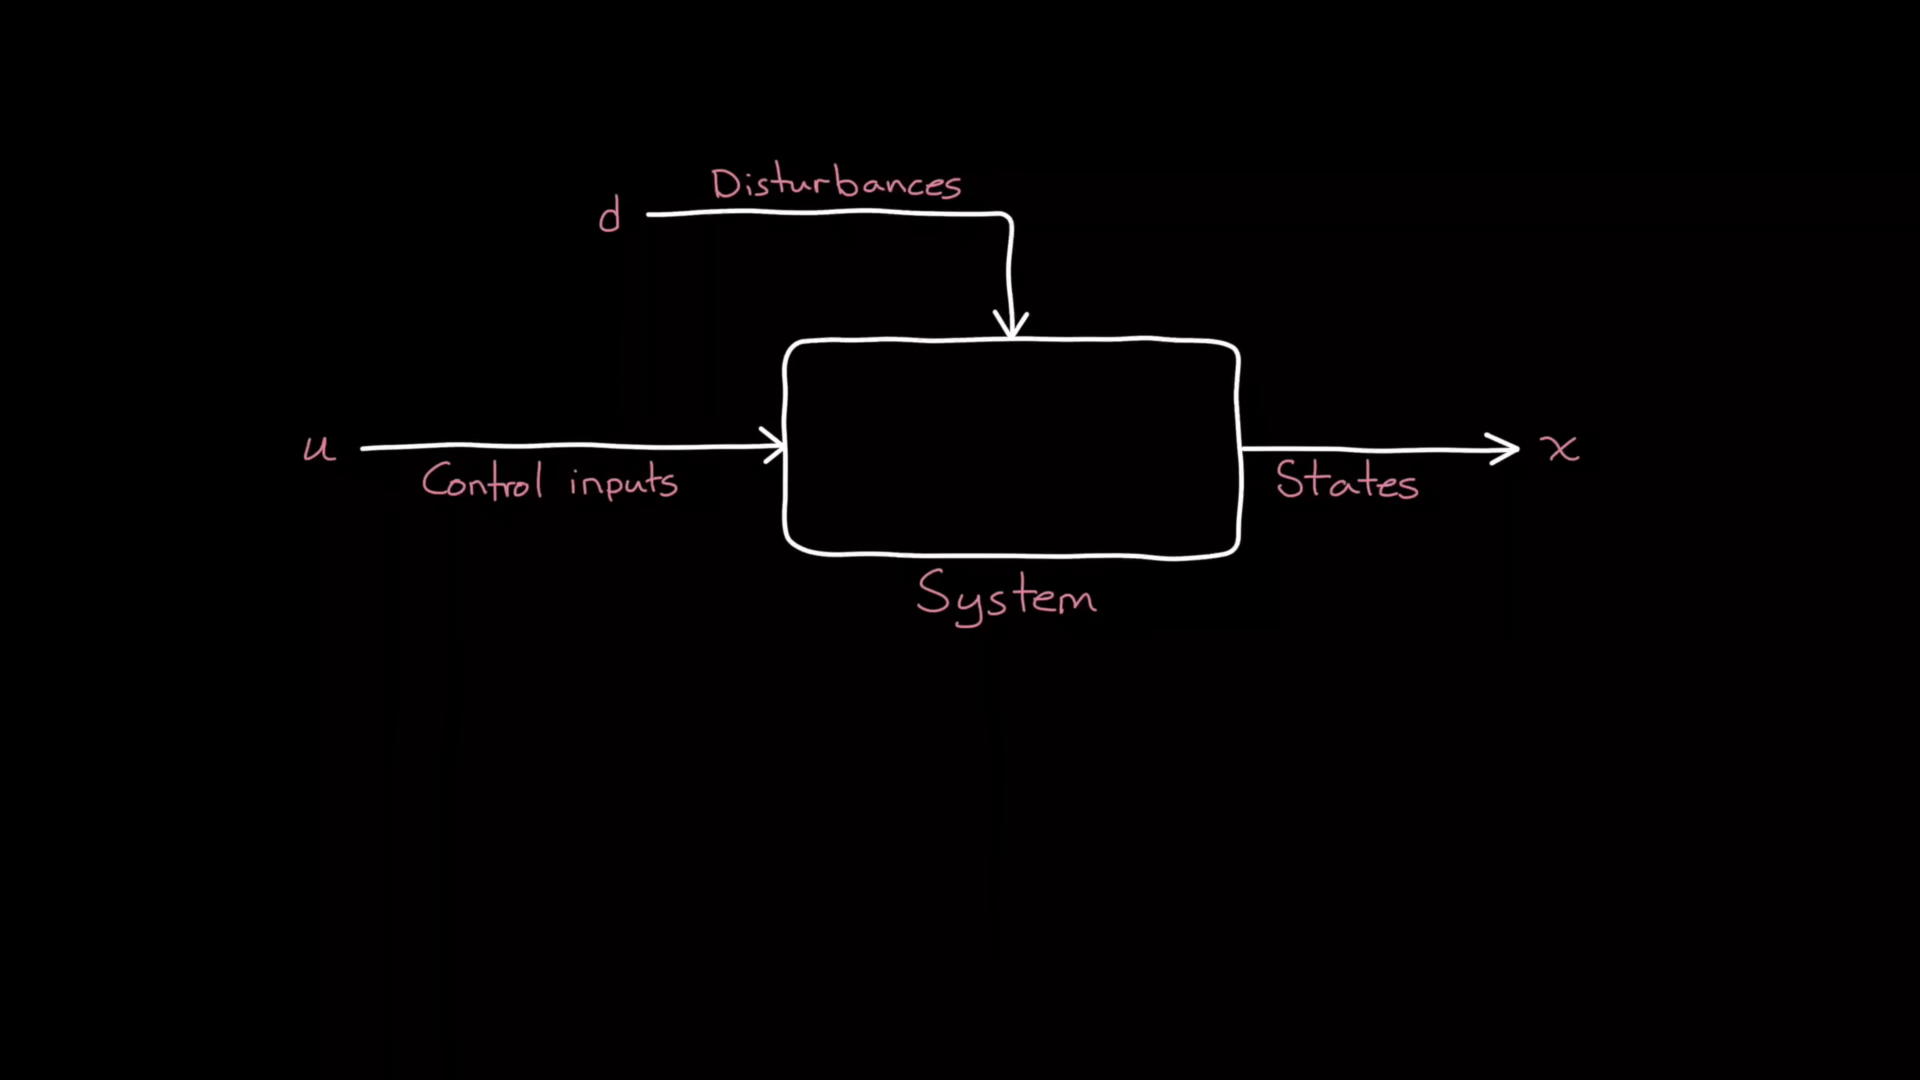 Disturbances
d
u
Control inputs
States
x
System